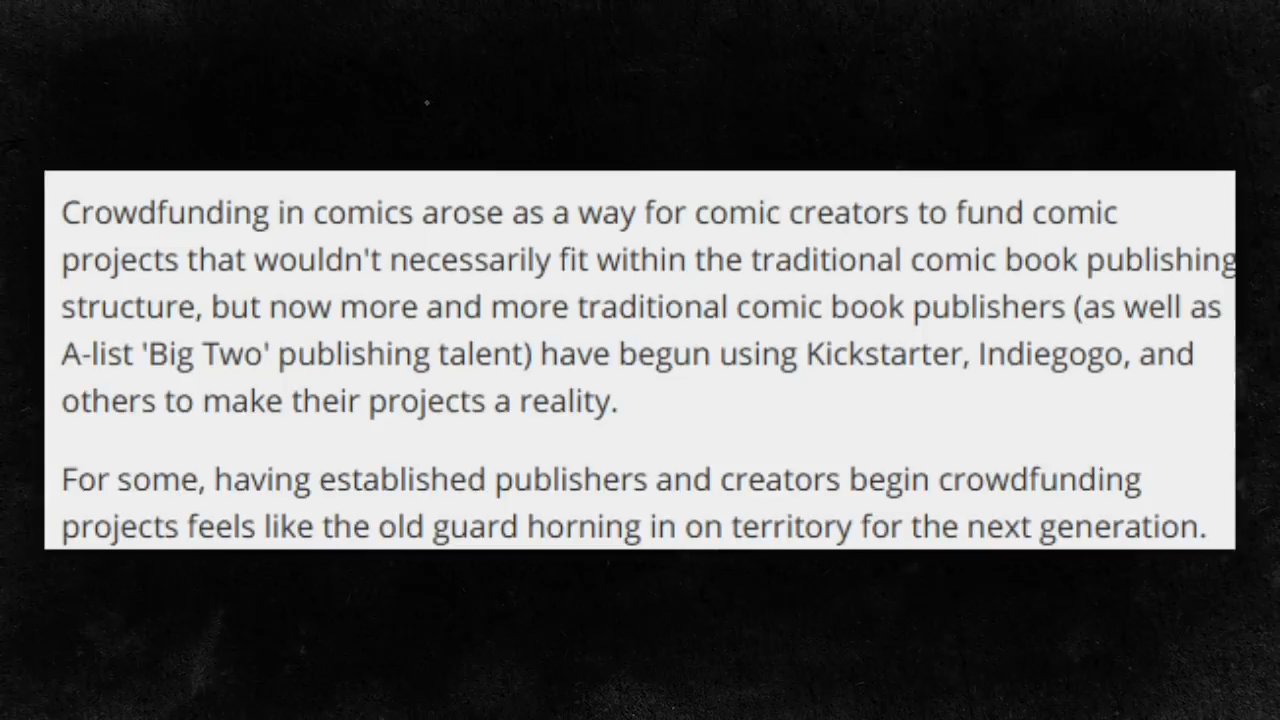 Crowdfunding in comics arose as a way for comic creators to fund comic
projects that wouldn't necessarily fit within the traditional comic book publishing
structure, but now more and more traditional comic book publishers (as well as
A-list 'Big Two' publishing talent) have begun using Kickstarter, Indiegogo, and
others to make their projects a reality.
For some, having established publishers and creators begin crowdfunding
projects feels like the old guard horning in on territory for the next generation.